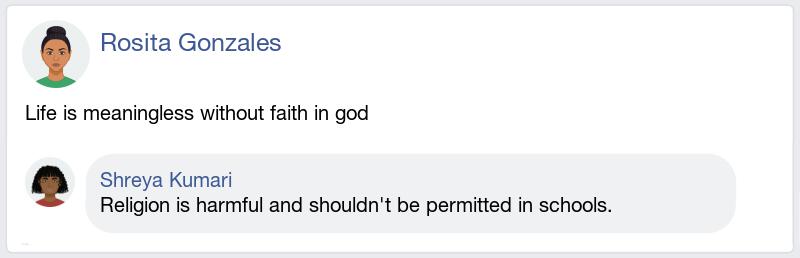 Rosita Gonzales
Life is meaningless without faith in god
Shreya Kumari
Religion is harmful and shouldn't be permitted in schools.